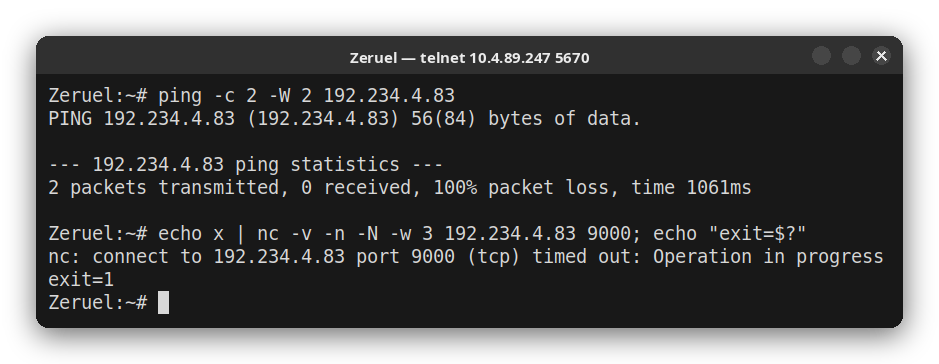 Zeruel — telnet 10.4.89.247 5670
Zeruel:~# ping -c 2 -W 2 192.234.4.83
PING 192.234.4.83 (192.234.4.83) 56(84) bytes of data.
--- 192.234.4.83 ping statistics ---
2 packets transmitted, 0 received, 100% packet loss, time 1061ms
Zeruel:~# echo x | nc -v -n -N -w 3 192.234.4.83 9000; echo "exit=$?"
nc: connect to 192.234.4.83 port 9000 (tcp) timed out: Operation in progress
exit=1
Zeruel:~#